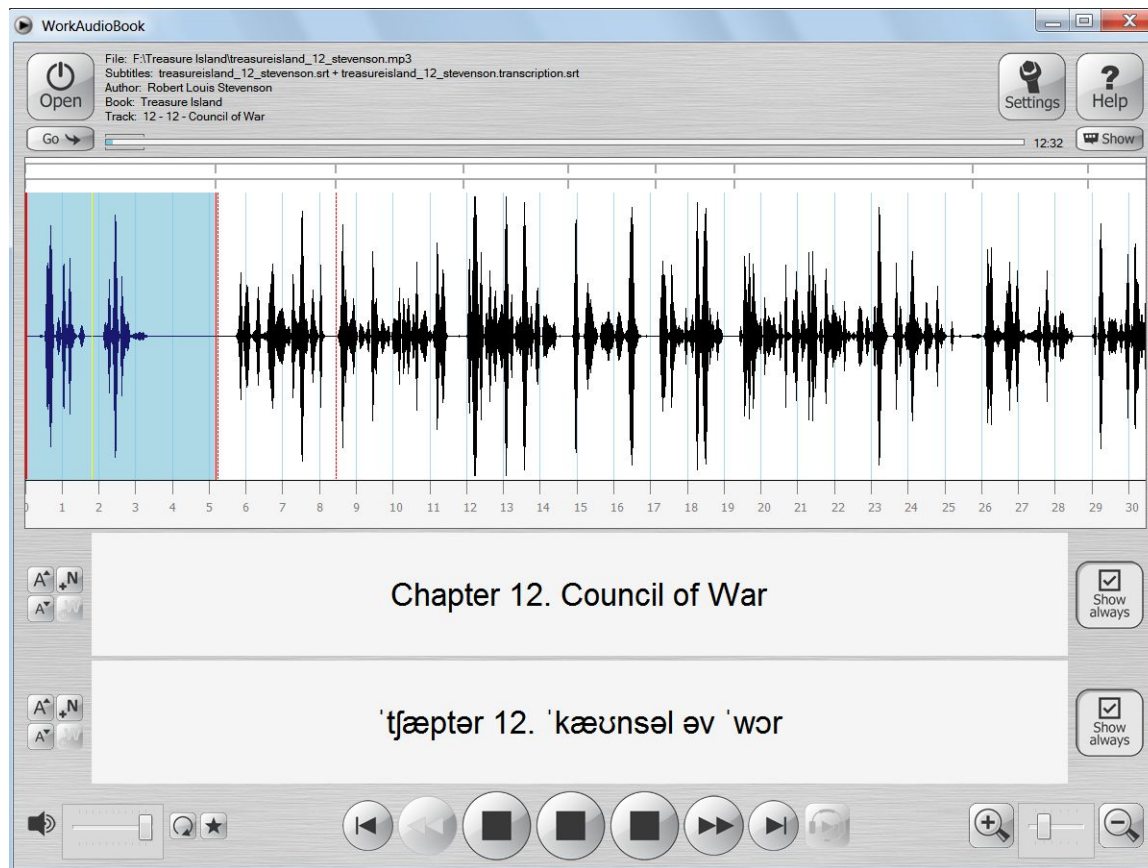 WorkAudioBook
File: F:\Treasure Island\treasureisland_12_stevenson.mp3
Subtitles: treasureisland_12_stevenson.srt + treasureisland_12_stevenson.transcription.srt
Author: Robert Louis Stevenson
Book: Treasure Island
Track: 12 - 12 - Council of War
Open
Settings
Help
Go
12:32
Show
0 1 2 3 4 5 6 7 8 9 10 11 12 13 14 15 16 17 18 19 20 21 22 23 24 25 26 27 28 29 30
A +N
A W
Chapter 12. Council of War
Show
always
A +N
A W
ˈtʃæptər 12. ˈkæʊnsəl əv ˈwɔr
Show
always